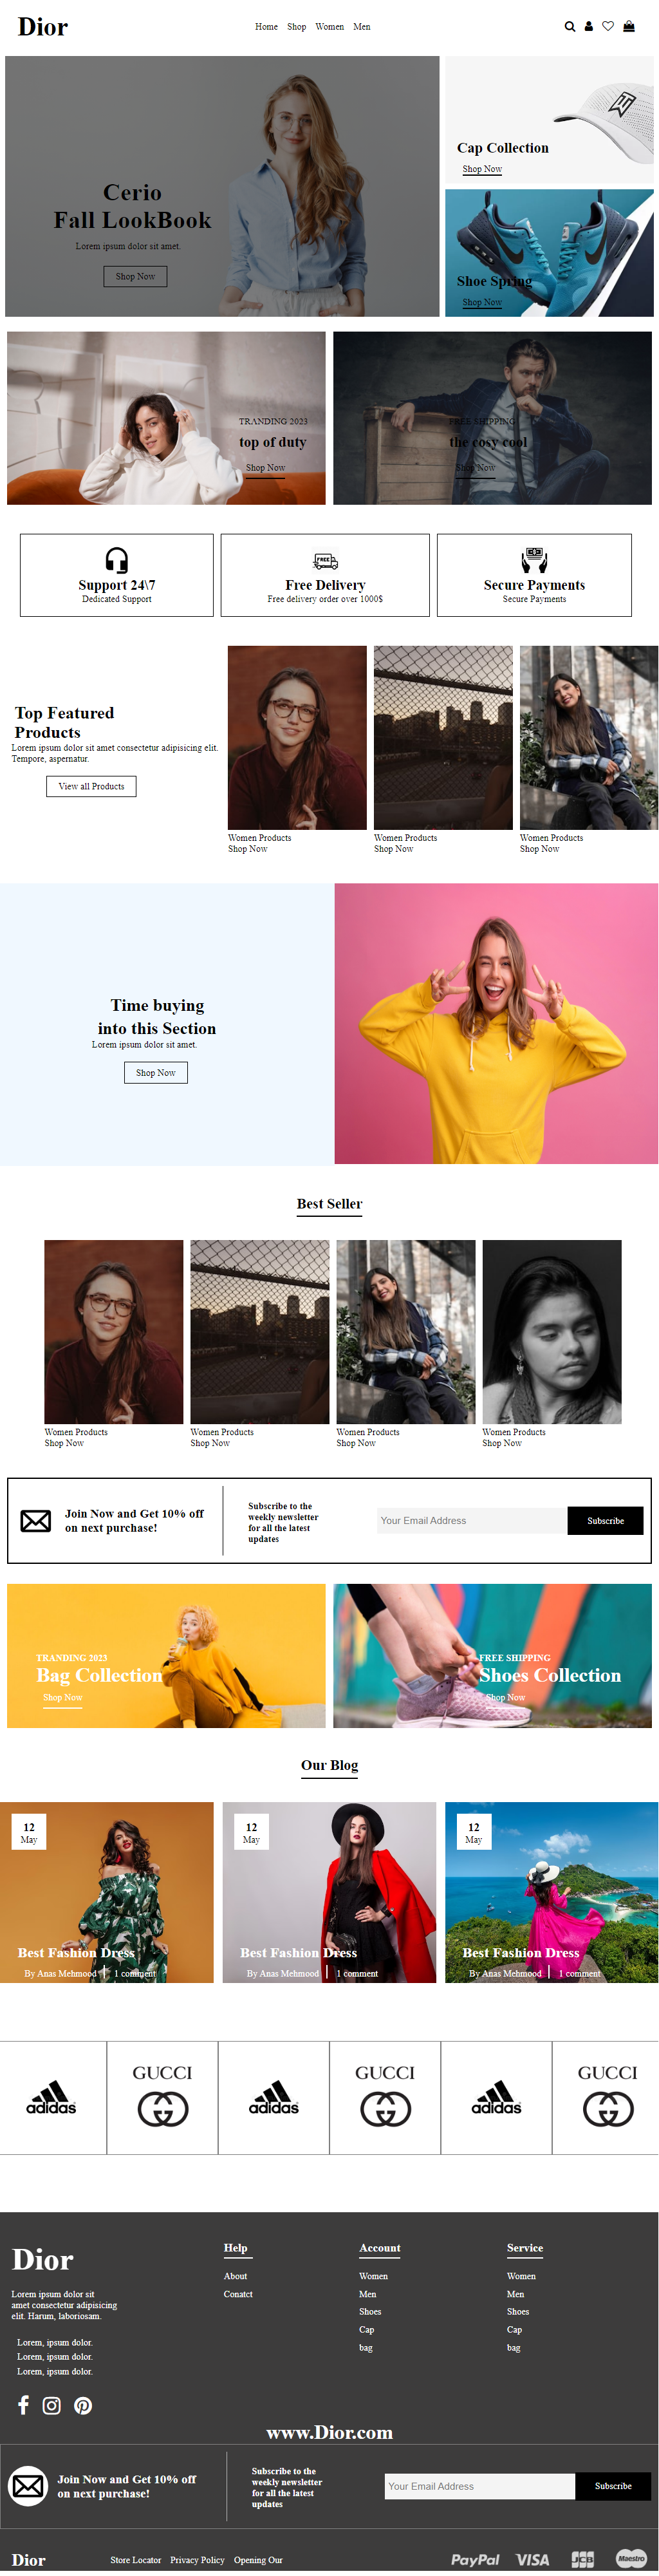 Dior
Home Shop Women Men
Cerio
Fall LookBook
Lorem ipsum dolor sit amet.
Shop Now
Cap Collection
Shop Now
Shoe Spring
Shop Now
TRANDING 2023
top of duty
Shop Now
FREE SHIPPING
the cosy cool
Shop Now
Support 24\7
Dedicated Support
FREE
Free Delivery
Free delivery order over 1000$
Secure Payments
Secure Payments
Top Featured
Products
Lorem ipsum dolor sit amet consectetur adipisicing elit.
Tempore, aspernatur.
View all Products
Women Products
Shop Now
Women Products
Shop Now
Women Products
Shop Now
Time buying
into this Section
Lorem ipsum dolor sit amet.
Shop Now
Best Seller
Women Products
Shop Now
Women Products
Shop Now
Women Products
Shop Now
Women Products
Shop Now
Join Now and Get 10% off
on next purchase!
Subscribe to the
weekly newsletter
for all the latest
updates
Your Email Address
Subscribe
TRANDING 2023
Bag Collection
Shop Now
FREE SHIPPING
Shoes Collection
Shop Now
Our Blog
12
May
Best Fashion Dress
By Anas Mehmood
1 comment
12
May
Best Fashion Dress
By Anas Mehmood
1 comment
12
May
Best Fashion Dress
By Anas Mehmood
1 comment
adidas
GUCCI
adidas
GUCCI
adidas
GUCCI
Dior
Lorem ipsum dolor sit
amet consectetur adipisicing
elit. Harum, laboriosam.
Lorem, ipsum dolor.
Lorem, ipsum dolor.
Lorem, ipsum dolor.
Help
About
Conatct
Account
Women
Men
Shoes
Cap
bag
Service
Women
Men
Shoes
Cap
bag
www.Dior.com
Join Now and Get 10% off
on next purchase!
Subscribe to the
weekly newsletter
for all the latest
updates
Your Email Address
Subscribe
Dior
Store Locator Privacy Policy Opening Our
PayPal VISA JCB Maestro